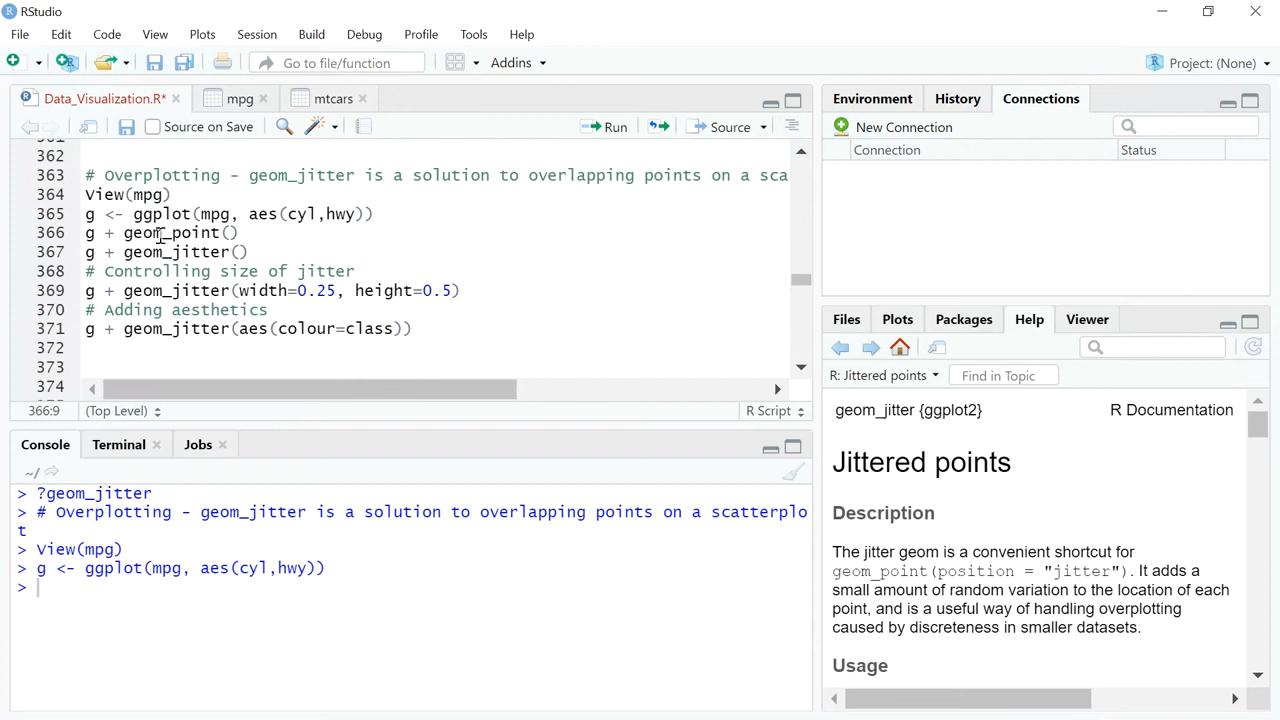 RStudio
File Edit Code View Plots Session Build Debug Profile Tools Help
Go to file/function Addins Project: (None)
Data_Visualization.R* mpg mtcars
Source on Save Run Source
362
363 # Overplotting - geom_jitter is a solution to overlapping points on a sca
364 View(mpg)
365 g <- ggplot(mpg, aes(cyl,hwy))
366 g + geom_point()
367 g + geom_jitter()
368 # Controlling size of jitter
369 g + geom_jitter(width=0.25, height=0.5)
370 # Adding aesthetics
371 g + geom_jitter(aes(colour=class))
372
373
374
366:9 (Top Level) R Script
Console Terminal Jobs
~/
> ?geom_jitter
> # Overplotting - geom_jitter is a solution to overlapping points on a scatterplo
t
> View(mpg)
> g <- ggplot(mpg, aes(cyl,hwy))
>
Environment History Connections
New Connection
Connection Status
Files Plots Packages Help Viewer
R: Jittered points Find in Topic
geom_jitter {ggplot2} R Documentation
Jittered points
Description
The jitter geom is a convenient shortcut for
geom_point(position = "jitter"). It adds a
small amount of random variation to the location of each
point, and is a useful way of handling overplotting
caused by discreteness in smaller datasets.
Usage